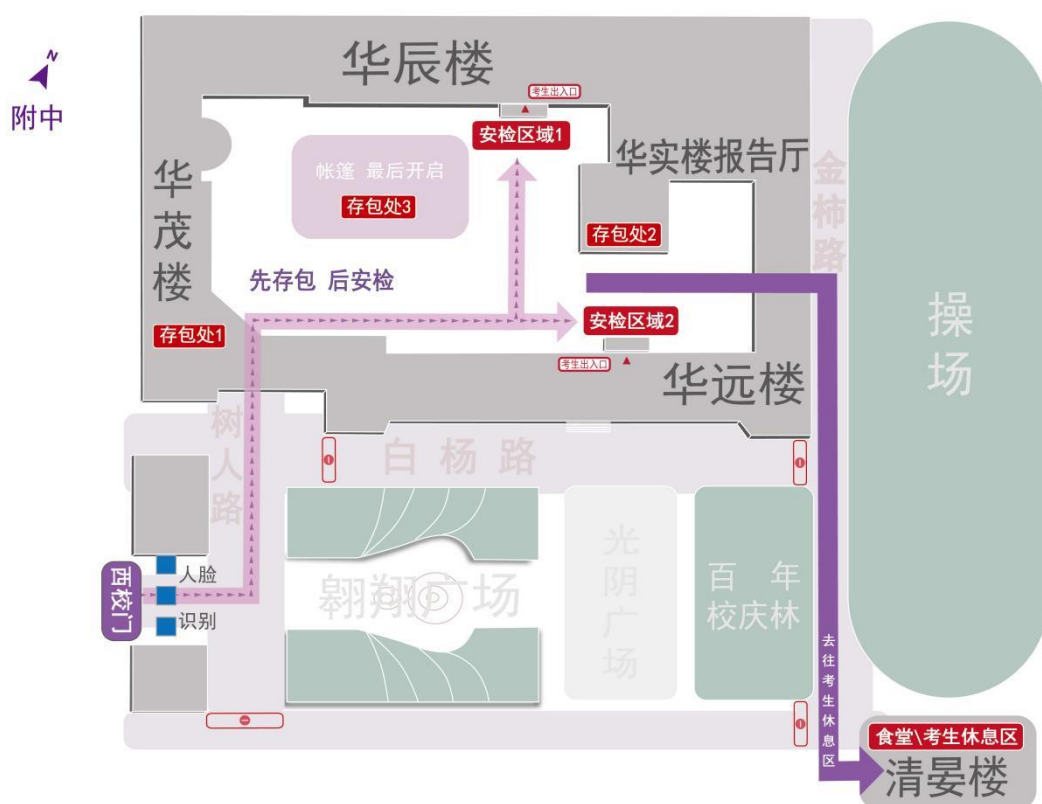 N
附中
华辰楼
考生出入口
安检区域1
华实楼报告厅
帐篷 最后开启
存包处3
存包处2
华茂楼
先存包 后安检
安检区域2
存包处1
考生出入口
华远楼
金柿路
操场
树人路
白杨路
西校门
人脸
识别
翱翔广场
光阴广场
百年
校庆林
去往考生休息区
食堂\考生休息区
清晏楼